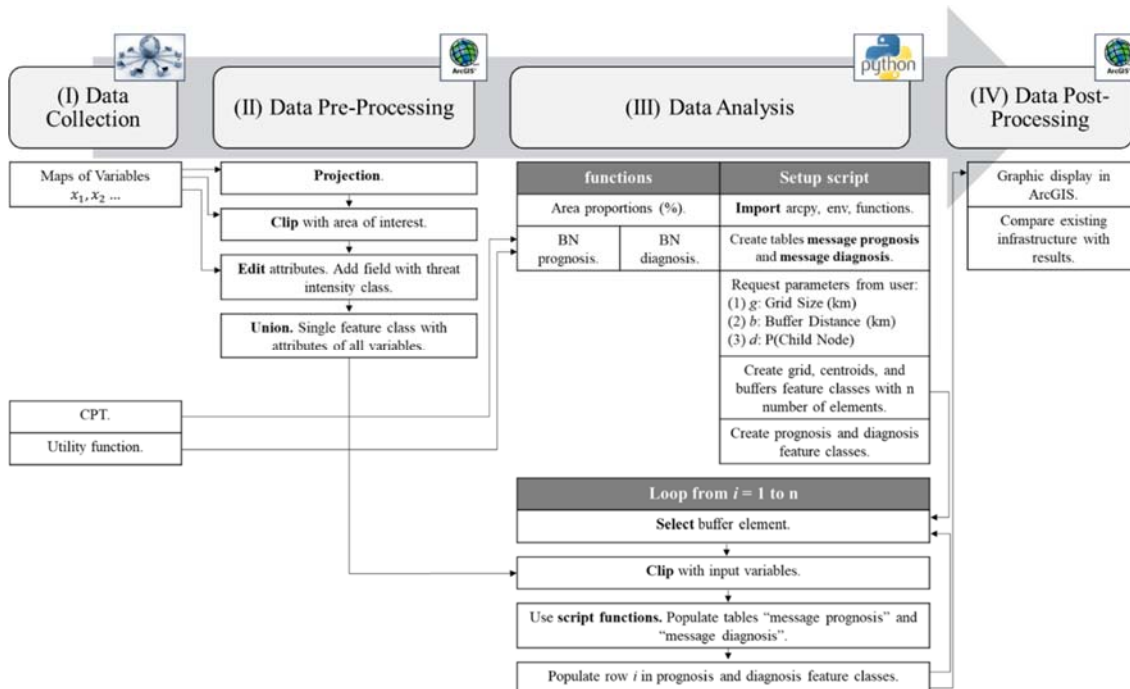 (I) Data
Collection
ArcGIS
(II) Data Pre-Processing
python
(III) Data Analysis
ArcGIS
(IV) Data Post-
Processing
Maps of Variables
x₁, x₂ ...
Projection.
Clip with area of interest.
Edit attributes. Add field with threat
intensity class.
Union. Single feature class with
attributes of all variables.
CPT.
Utility function.
functions
Area proportions (%).
BN
prognosis.
BN
diagnosis.
Setup script
Import arcpy, env, functions.
Create tables message prognosis
and message diagnosis.
Request parameters from user:
(1) g: Grid Size (km)
(2) b: Buffer Distance (km)
(3) d: P(Child Node)
Create grid, centroids, and
buffers feature classes with n
number of elements.
Create prognosis and diagnosis
feature classes.
Loop from i = 1 to n
Select buffer element.
Clip with input variables.
Use script functions. Populate tables “message prognosis” and
“message diagnosis”.
Populate row i in prognosis and diagnosis feature classes.
Graphic display in
ArcGIS.
Compare existing
infrastructure with
results.